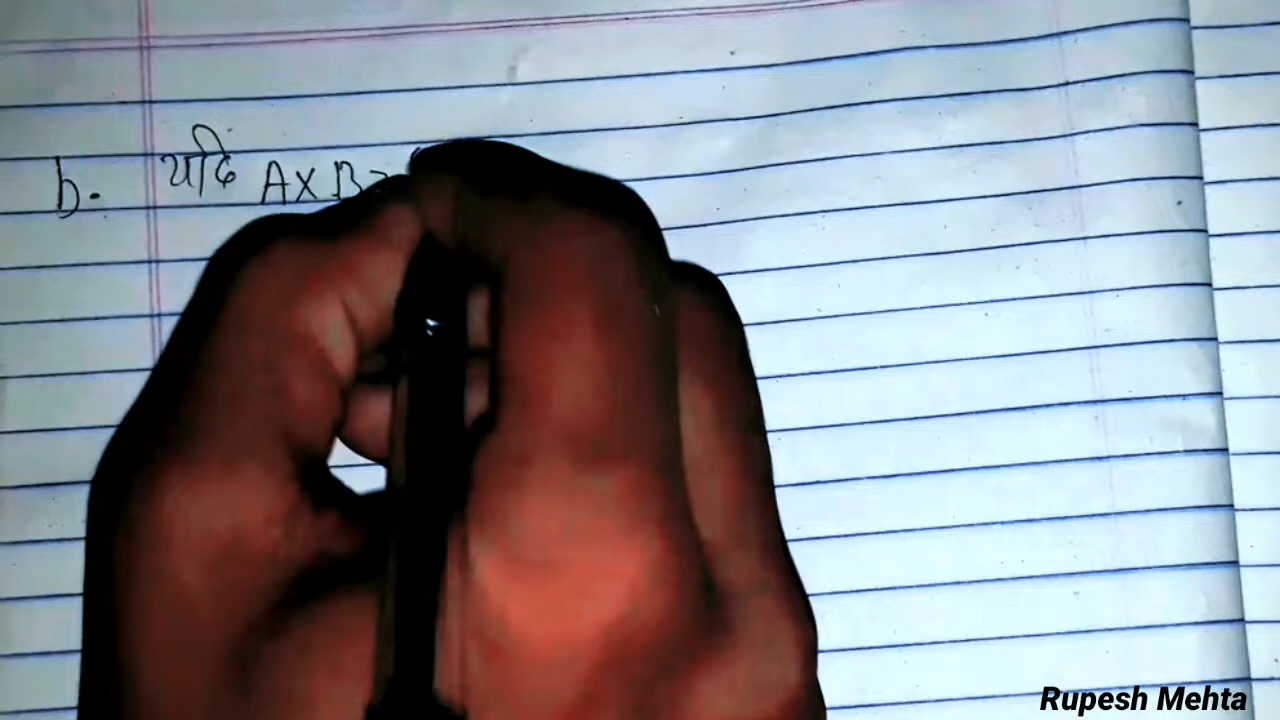 b. यदि A×B=
Rupesh Mehta